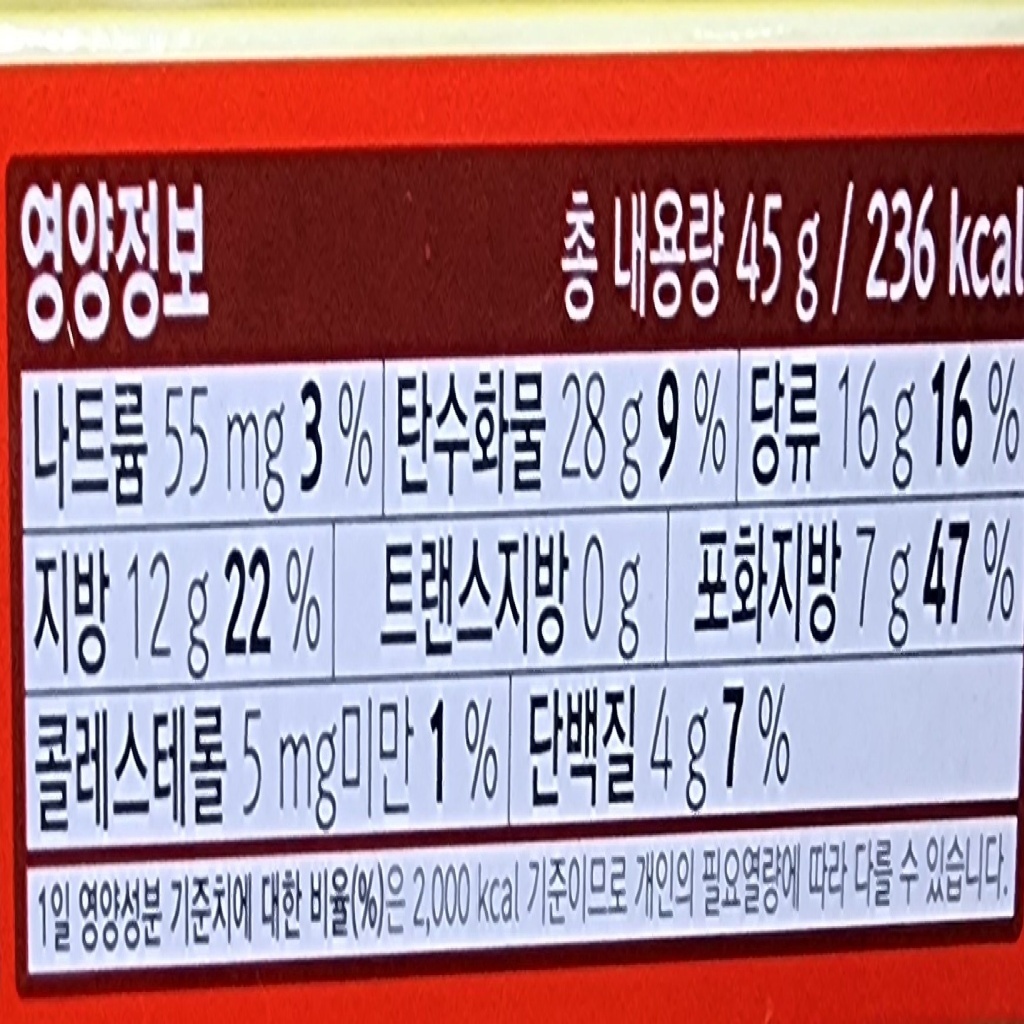 영양정보 총 내용량 45 g / 236 kcal
나트륨 55 mg 3 % 탄수화물 28 g 9 % 당류 16 g 16 %
지방 12 g 22 % 트랜스지방 0 g 포화지방 7 g 47 %
콜레스테롤 5 mg미만 1 % 단백질 4 g 7 %
1일 영양성분 기준치에 대한 비율(%)은 2,000 kcal 기준이므로 개인의 필요열량에 따라 다를 수 있습니다.